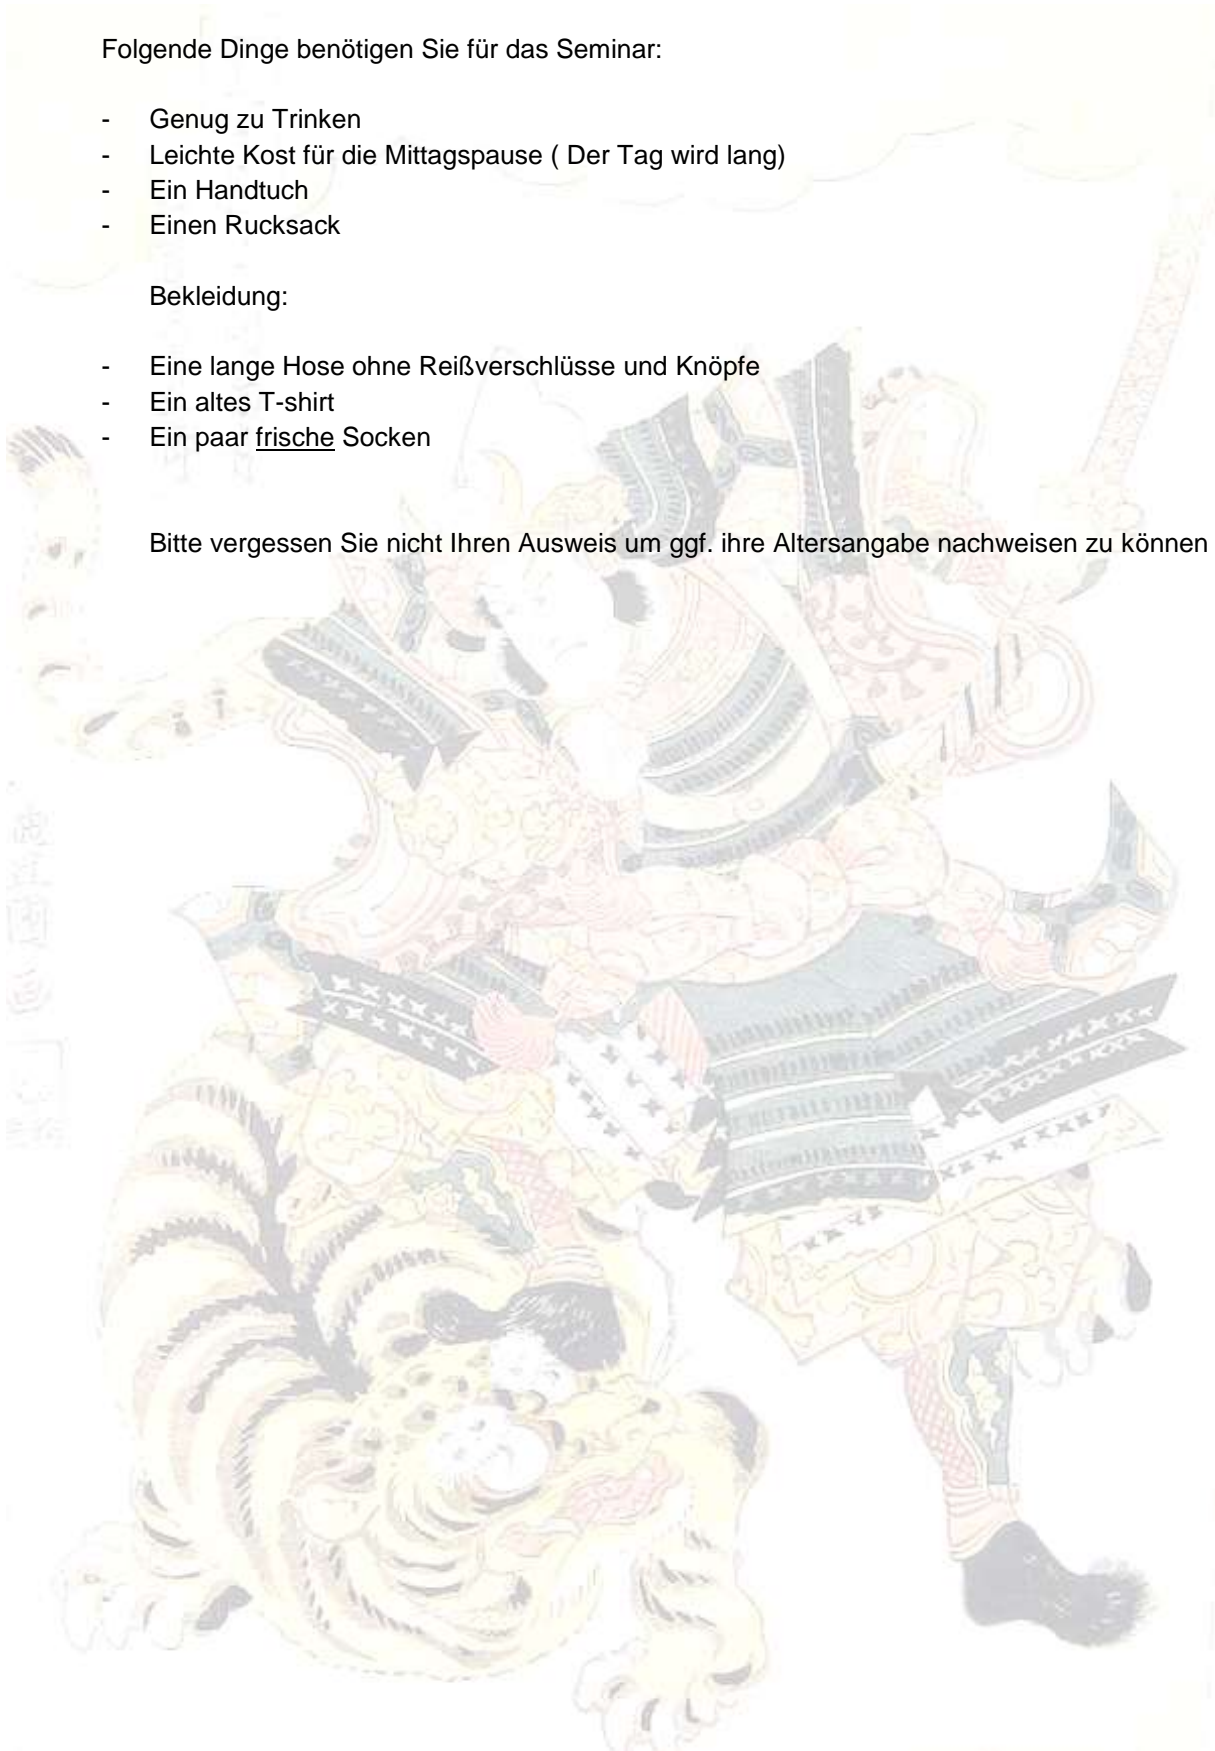 Folgende Dinge benötigen Sie für das Seminar:
- Genug zu Trinken
- Leichte Kost für die Mittagspause ( Der Tag wird lang)
- Ein Handtuch
- Einen Rucksack
Bekleidung:
- Eine lange Hose ohne Reißverschlüsse und Knöpfe
- Ein altes T-shirt
- Ein paar frische Socken
Bitte vergessen Sie nicht Ihren Ausweis um ggf. ihre Altersangabe nachweisen zu können